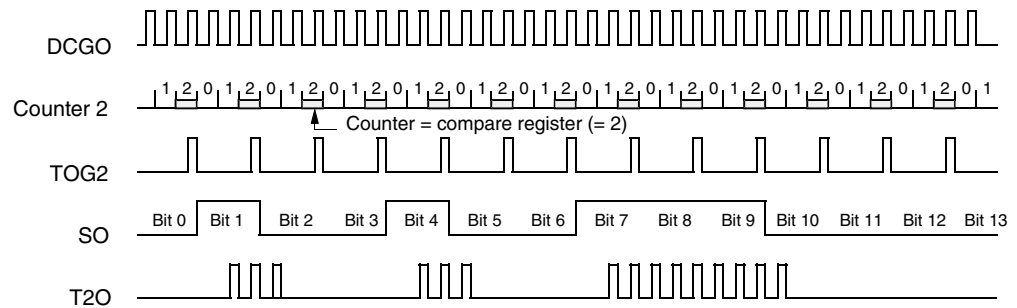 DCGO
Counter 2
1 2 0 1 2 0 1 2 0 1 2 0 1 2 0 1 2 0 1 2 0 1 2 0 1 2 0 1 2 0 1 2 0 1 2 0 1 2 0 1
Counter = compare register (= 2)
TOG2
SO
Bit 0 Bit 1 Bit 2 Bit 3 Bit 4 Bit 5 Bit 6 Bit 7 Bit 8 Bit 9 Bit 10 Bit 11 Bit 12 Bit 13
T2O